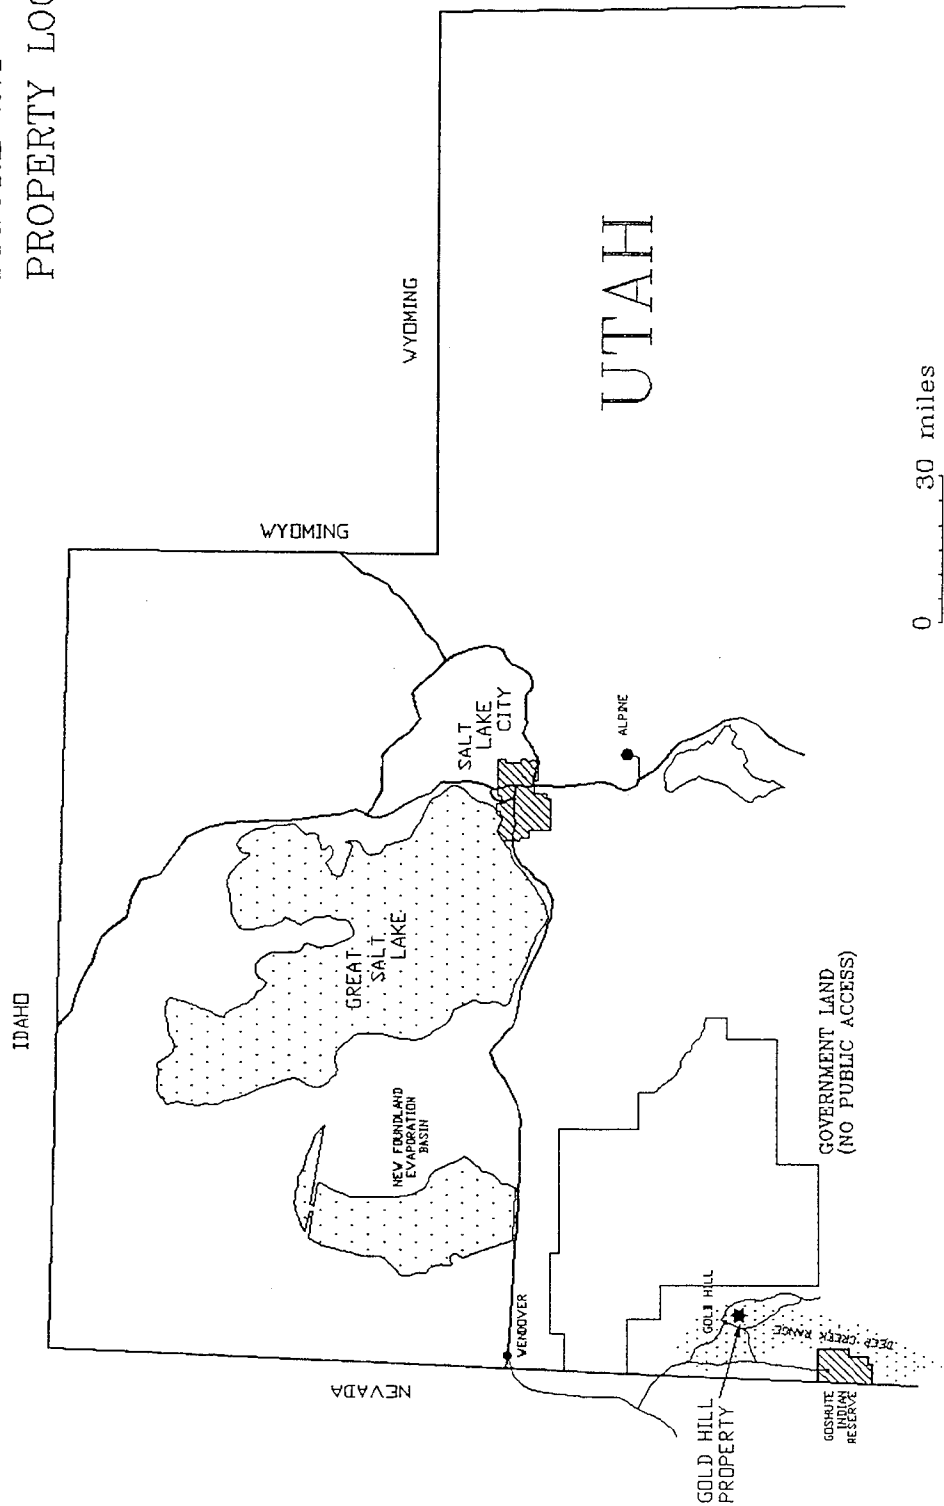 PROPERTY LOC
IDAHO
WYOMING
WYOMING
UTAH
NEVADA
GREAT
SALT
LAKE
SALT
LAKE
CITY
NEW FOUNDLAND
EVAPORATION
BASIN
WENDOVER
ALPINE
GOLD HILL
DEEP CREEK RANGE
GOLD HILL
PROPERTY
GOSHUTE
INDIAN
RESERVE
GOVERNMENT LAND
(NO PUBLIC ACCESS)
0 30 miles